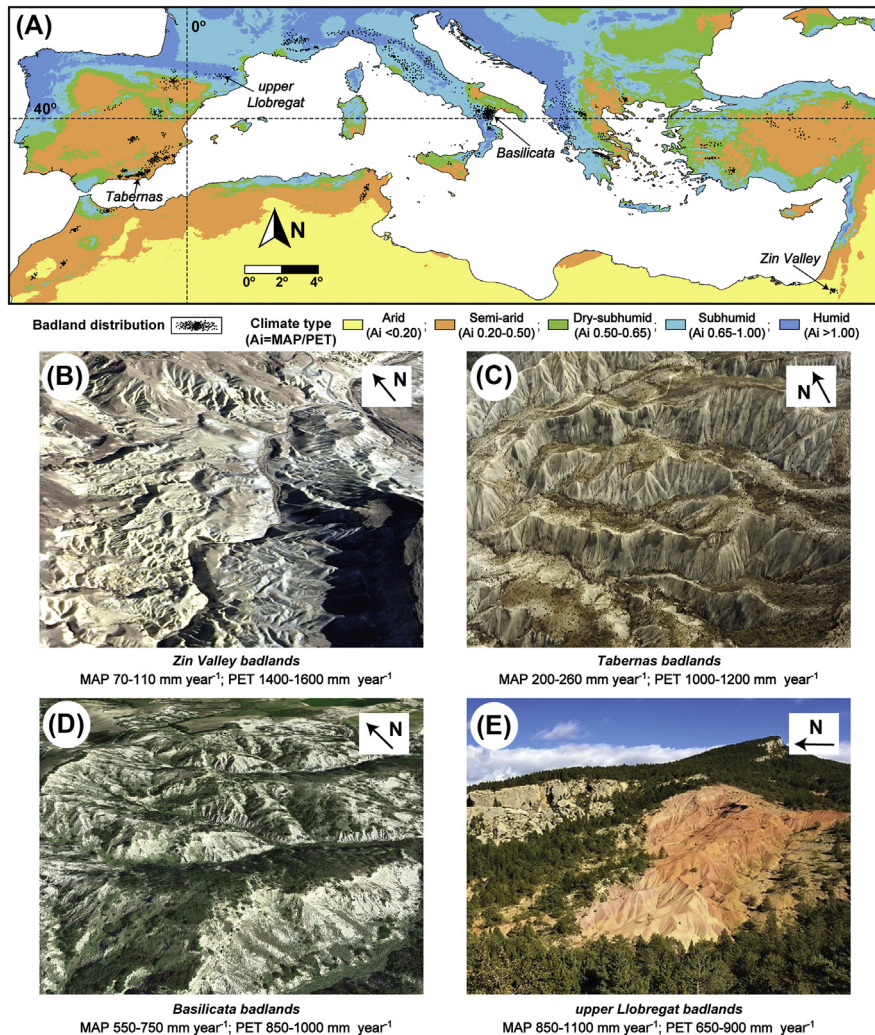 (A)
0º
upper
Llobregat
40º
Basilicata
Tabernas
N
0º 2º 4º
Zin Valley
Badland distribution
Climate type
(Ai=MAP/PET)
Arid
(Ai <0.20) ;
Semi-arid
(Ai 0.20-0.50) ;
Dry-subhumid
(Ai 0.50-0.65) ;
Subhumid
(Ai 0.65-1.00) ;
Humid
(Ai >1.00)
(B)
N
(C)
N
Zin Valley badlands
MAP 70-110 mm year-1; PET 1400-1600 mm year-1
Tabernas badlands
MAP 200-260 mm year-1; PET 1000-1200 mm year-1
(D)
N
(E)
N
Basilicata badlands
MAP 550-750 mm year-1; PET 850-1000 mm year-1
upper Llobregat badlands
MAP 850-1100 mm year-1; PET 650-900 mm year-1